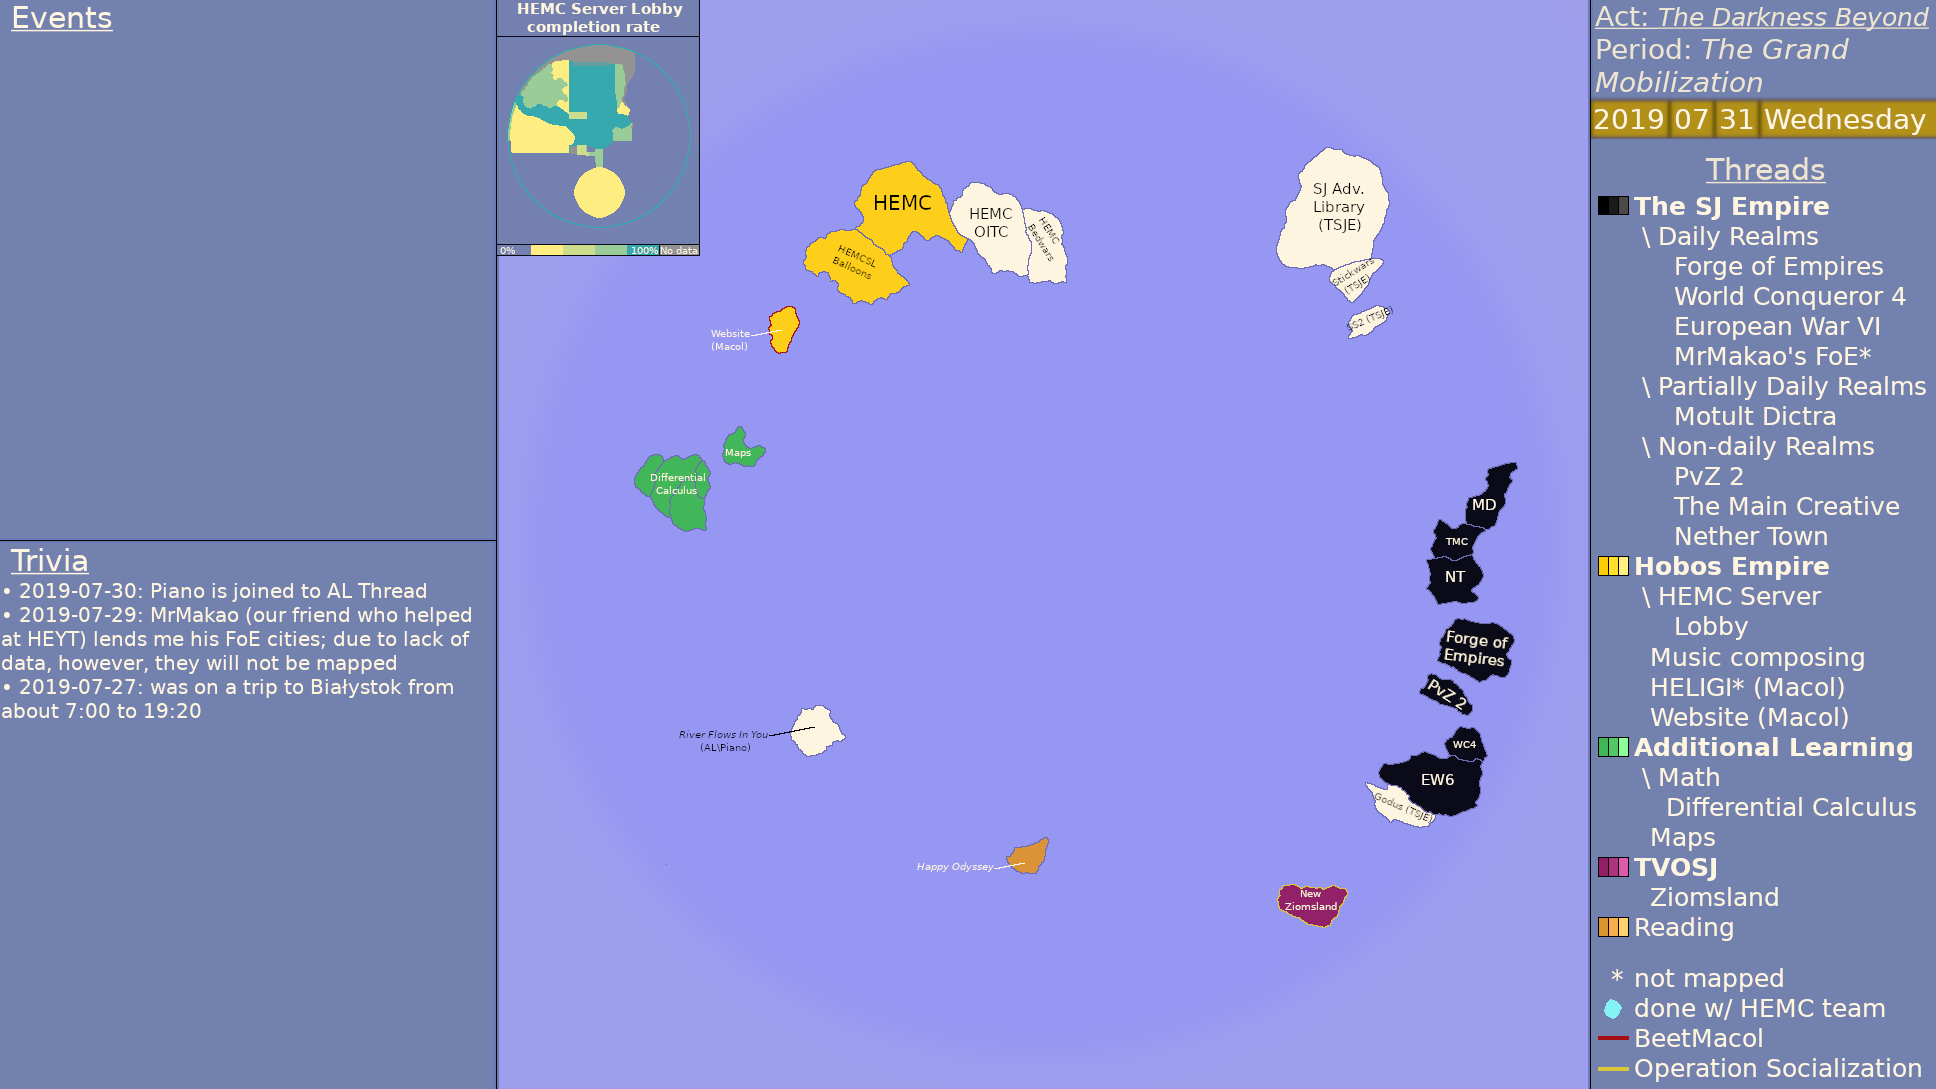 Events
HEMC Server Lobby
completion rate
0%
100%
No data
Trivia
• 2019-07-30: Piano is joined to AL Thread
• 2019-07-29: MrMakao (our friend who helped
at HEYT) lends me his FoE cities; due to lack of
data, however, they will not be mapped
• 2019-07-27: was on a trip to Białystok from
about 7:00 to 19:20
HEMC
HEMC
OITC
HEMC
Bedwars
HEMCSL
Balloons
Website
(Macol)
SJ Adv.
Library
(TSJE)
Stickwars
(TSJE)
SS2 (TSJE)
Maps
Differential
Calculus
MD
TMC
NT
Forge of
Empires
PvZ 2
WC4
EW6
Godus (TSJE)
River Flows In You
(AL\Piano)
Happy Odyssey
New
Ziomsland
Act: The Darkness Beyond
Period: The Grand
Mobilization
2019 07 31 Wednesday
Threads
The SJ Empire
\ Daily Realms
Forge of Empires
World Conqueror 4
European War VI
MrMakao's FoE*
\ Partially Daily Realms
Motult Dictra
\ Non-daily Realms
PvZ 2
The Main Creative
Nether Town
Hobos Empire
\ HEMC Server
Lobby
Music composing
HELIGI* (Macol)
Website (Macol)
Additional Learning
\ Math
Differential Calculus
Maps
TVOSJ
Ziomsland
Reading
* not mapped
done w/ HEMC team
BeetMacol
Operation Socialization